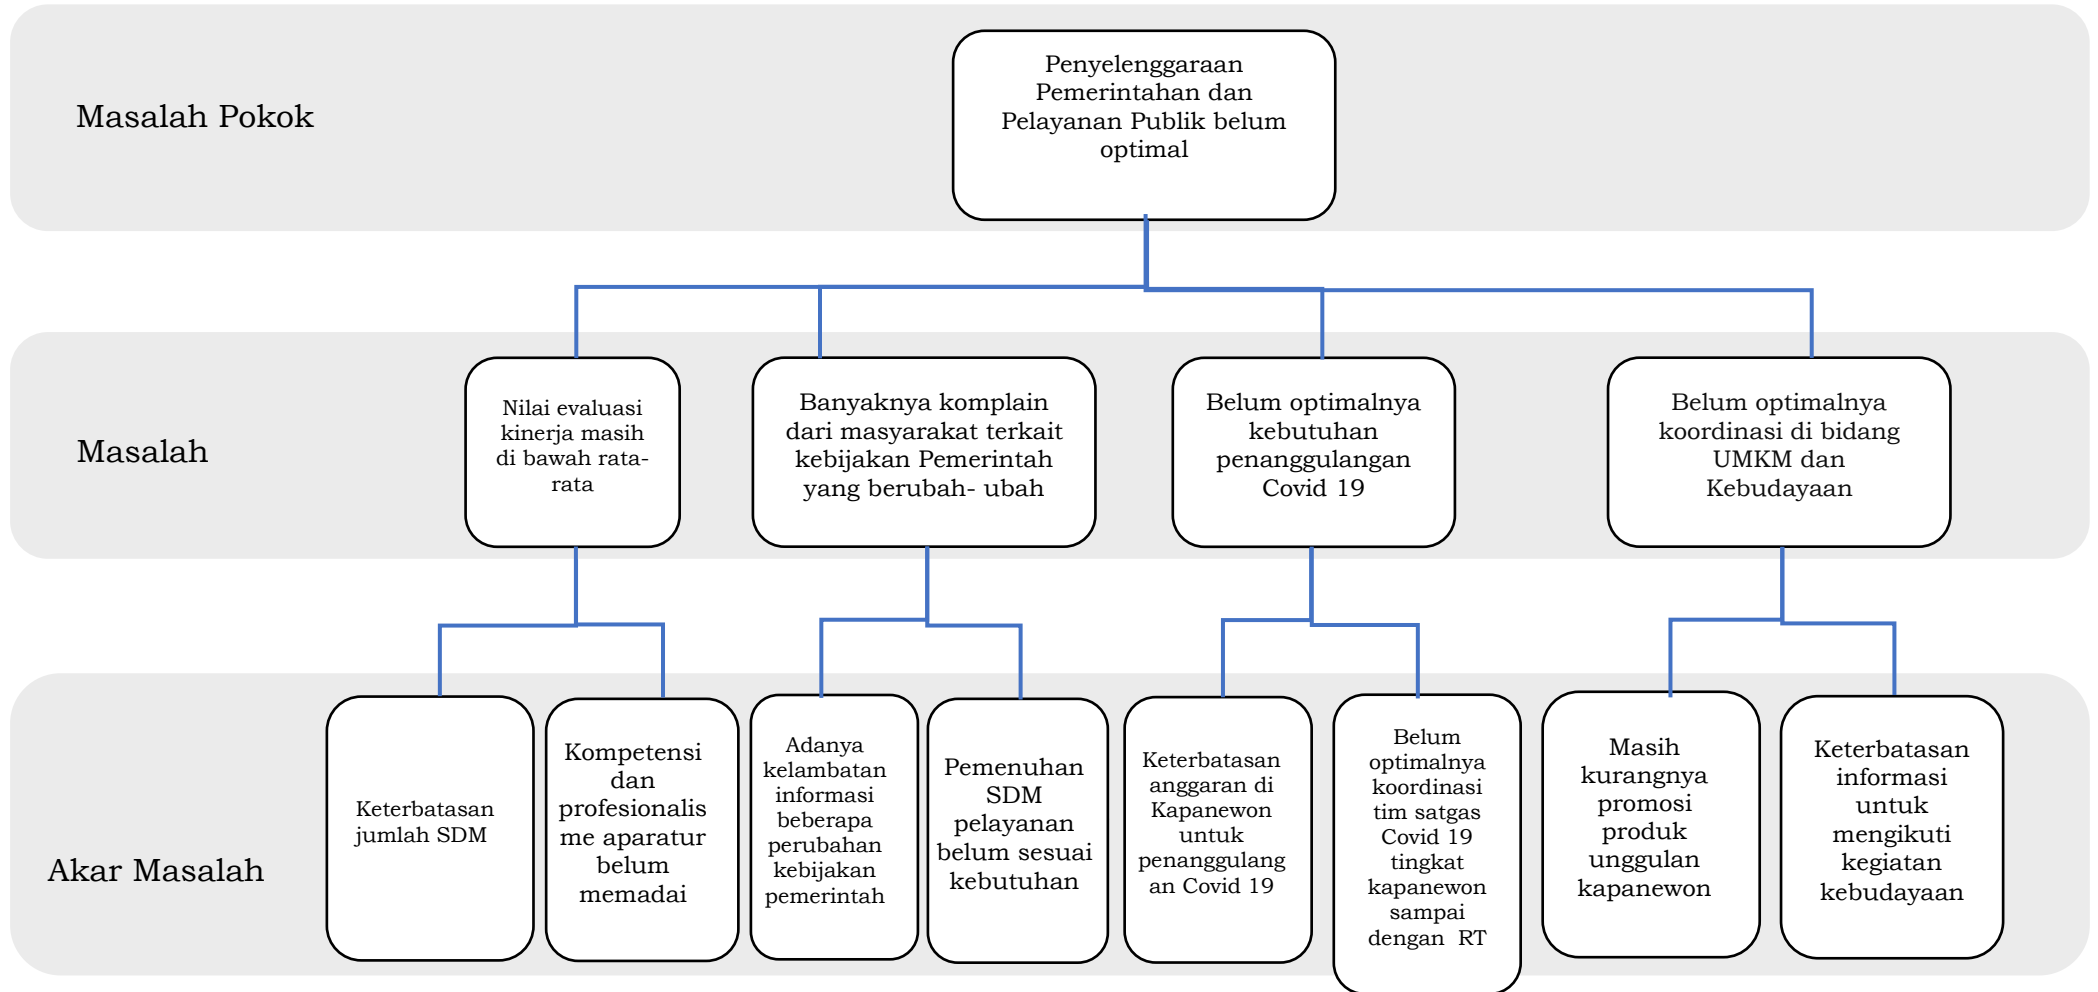 Masalah Pokok
Penyelenggaraan
Pemerintahan dan
Pelayanan Publik belum
optimal
Masalah
Nilai evaluasi
kinerja masih
di bawah rata-
rata
Banyaknya komplain
dari masyarakat terkait
kebijakan Pemerintah
yang berubah- ubah
Belum optimalnya
kebutuhan
penanggulangan
Covid 19
Belum optimalnya
koordinasi di bidang
UMKM dan
Kebudayaan
Akar Masalah
Keterbatasan
jumlah SDM
Kompetensi
dan
profesionalis
me aparatur
belum
memadai
Adanya
kelambatan
informasi
beberapa
perubahan
kebijakan
pemerintah
Pemenuhan
SDM
pelayanan
belum sesuai
kebutuhan
Keterbatasan
anggaran di
Kapanewon
untuk
penanggulang
an Covid 19
Belum
optimalnya
koordinasi
tim satgas
Covid 19
tingkat
kapanewon
sampai
dengan RT
Masih
kurangnya
promosi
produk
unggulan
kapanewon
Keterbatasan
informasi
untuk
mengikuti
kegiatan
kebudayaan